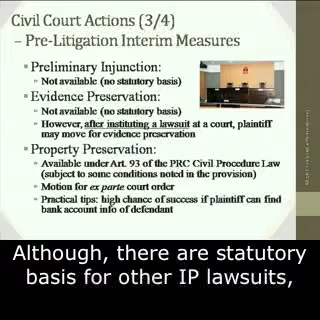 Civil Court Actions (3/4)
– Pre-Litigation Interim Measures
Preliminary Injunction:
Not available (no statutory basis)
Evidence Preservation:
Not available (no statutory basis)
However, after instituting a lawsuit at a court, plaintiff
may move for evidence preservation
Property Preservation:
Available under Art. 93 of the PRC Civil Procedure Law
(subject to some conditions noted in the provision)
Motion for ex parte court order
Practical tips: high chance of success if plaintiff can find
bank account info of defendant
Although, there are statutory
basis for other IP lawsuits,